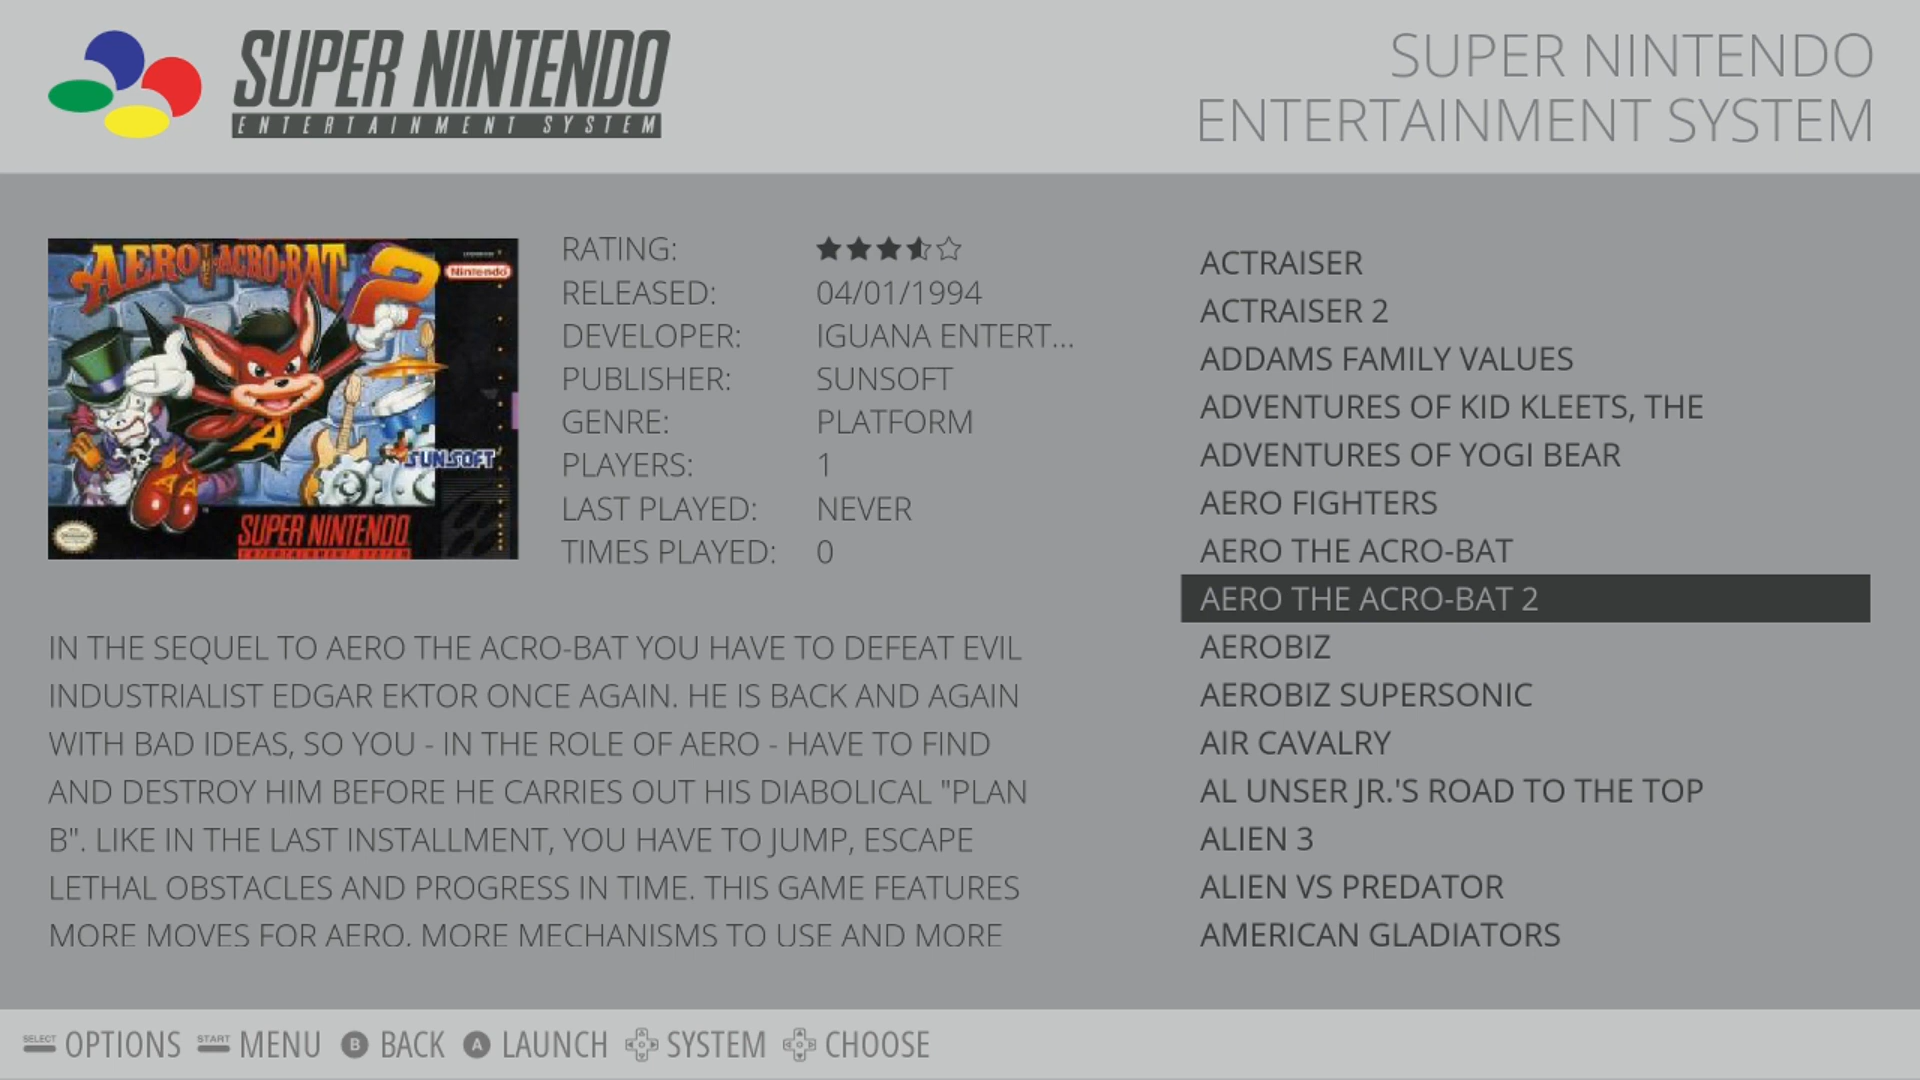 SUPER NINTENDO
ENTERTAINMENT SYSTEM
SUPER NINTENDO
ENTERTAINMENT SYSTEM
AERO THE ACRO-BAT 2
Nintendo
SUNSOFT
SUPER NINTENDO
ENTERTAINMENT SYSTEM
RATING:
RELEASED: 04/01/1994
DEVELOPER: IGUANA ENTERT...
PUBLISHER: SUNSOFT
GENRE: PLATFORM
PLAYERS: 1
LAST PLAYED: NEVER
TIMES PLAYED: 0
IN THE SEQUEL TO AERO THE ACRO-BAT YOU HAVE TO DEFEAT EVIL
INDUSTRIALIST EDGAR EKTOR ONCE AGAIN. HE IS BACK AND AGAIN
WITH BAD IDEAS, SO YOU - IN THE ROLE OF AERO - HAVE TO FIND
AND DESTROY HIM BEFORE HE CARRIES OUT HIS DIABOLICAL "PLAN
B". LIKE IN THE LAST INSTALLMENT, YOU HAVE TO JUMP, ESCAPE
LETHAL OBSTACLES AND PROGRESS IN TIME. THIS GAME FEATURES
MORE MOVES FOR AERO, MORE MECHANISMS TO USE AND MORE
ACTRAISER
ACTRAISER 2
ADDAMS FAMILY VALUES
ADVENTURES OF KID KLEETS, THE
ADVENTURES OF YOGI BEAR
AERO FIGHTERS
AERO THE ACRO-BAT
AERO THE ACRO-BAT 2
AEROBIZ
AEROBIZ SUPERSONIC
AIR CAVALRY
AL UNSER JR.'S ROAD TO THE TOP
ALIEN 3
ALIEN VS PREDATOR
AMERICAN GLADIATORS
SELECT OPTIONS START MENU B BACK A LAUNCH SYSTEM CHOOSE